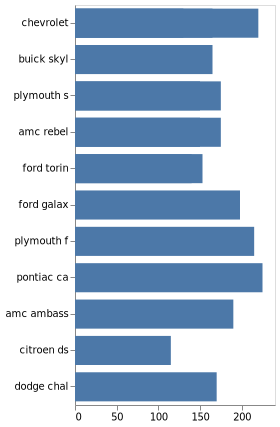 chevrolet
buick skyl
plymouth s
amc rebel
ford torin
ford galax
plymouth f
pontiac ca
amc ambass
citroen ds
dodge chal
0 50 100 150 200